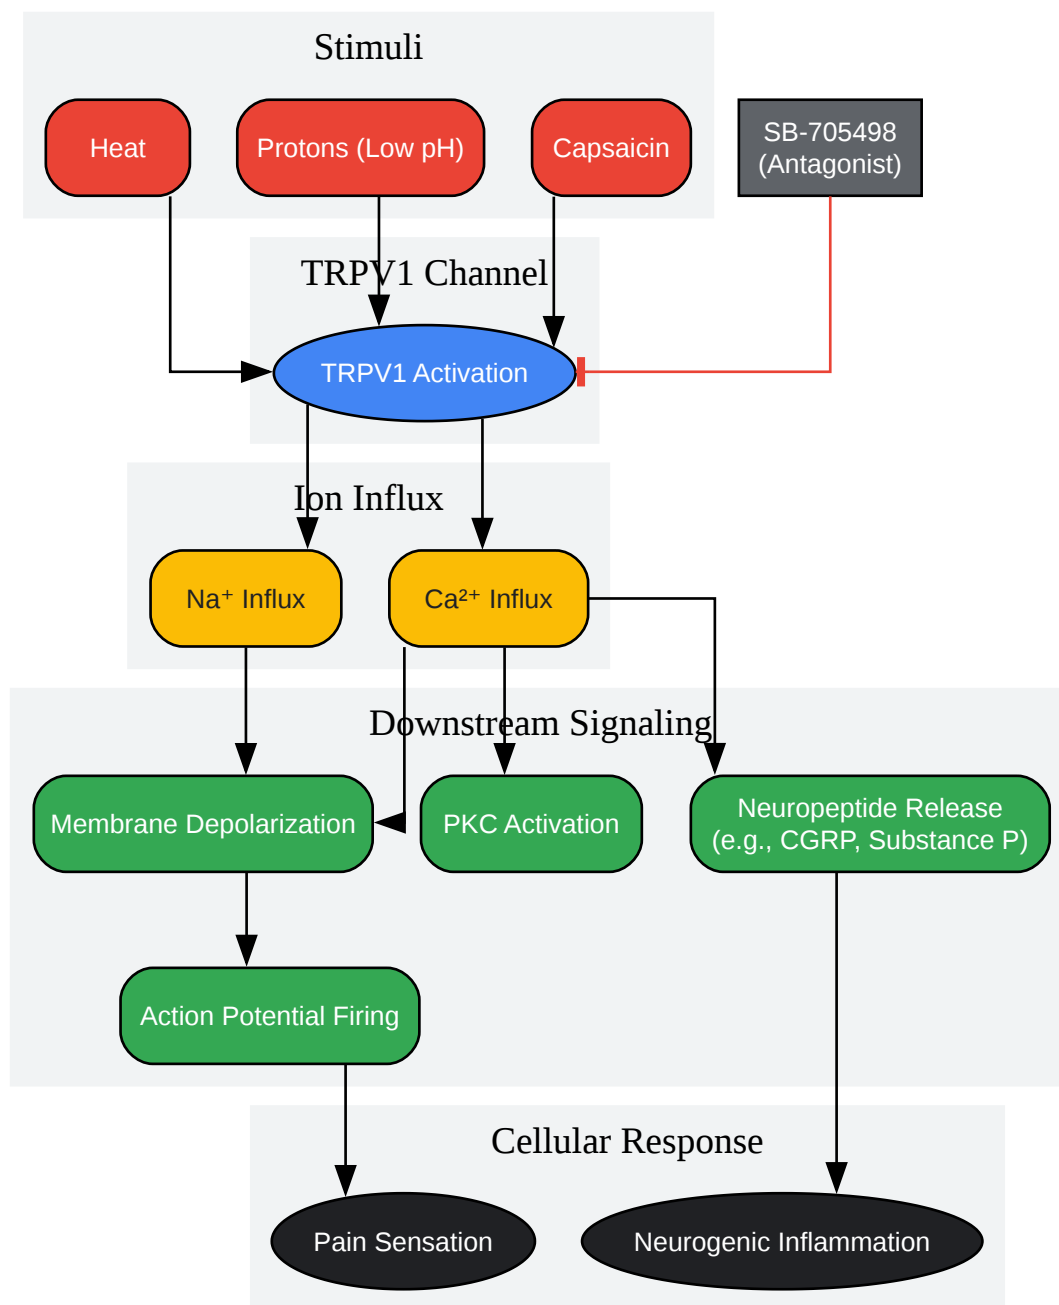 Stimuli
Heat
Protons (Low pH)
Capsaicin
SB-705498
(Antagonist)
TRPV1 Channel
TRPV1 Activation
Ion Influx
Na⁺ Influx
Ca²⁺ Influx
Downstream Signaling
Membrane Depolarization
PKC Activation
Neuropeptide Release
(e.g., CGRP, Substance P)
Action Potential Firing
Cellular Response
Pain Sensation
Neurogenic Inflammation